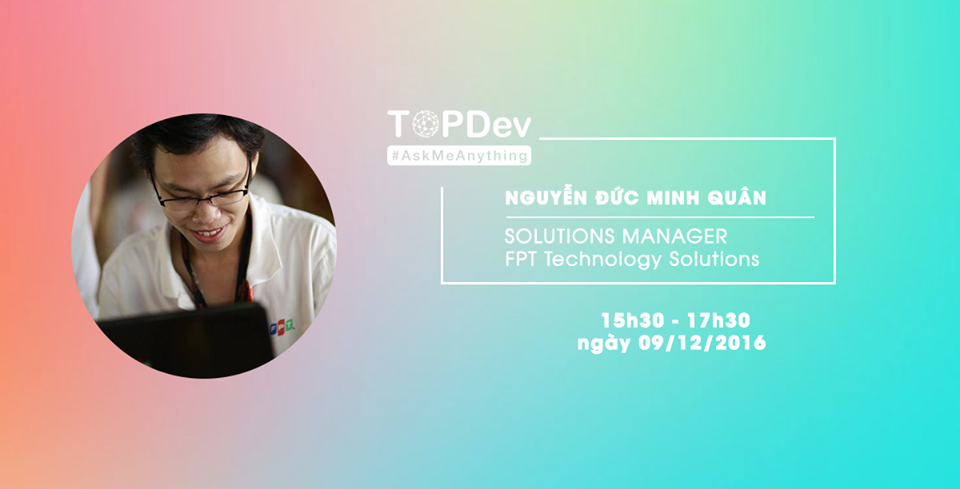 TOPDev
#AskMeAnything
NGUYỄN ĐỨC MINH QUÂN
SOLUTIONS MANAGER
FPT Technology Solutions
15h30 - 17h30
ngày 09/12/2016